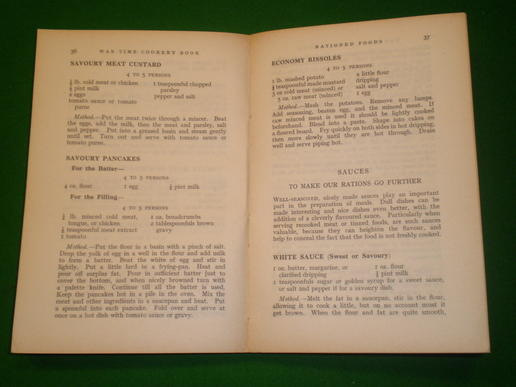 36 WAR-TIME COOKERY BOOK
SAVOURY MEAT CUSTARD
4 TO 5 PERSONS
½ lb. cold meat or chicken
½ pint milk
2 eggs
tomato sauce or tomato
puree
1 teaspoonful chopped
parsley
pepper and salt
Method.—Put the meat twice through a mincer. Beat
the eggs, add the milk, then the meat and parsley, salt
and pepper. Put into a greased basin and steam gently
until set. Turn out and serve with tomato sauce or
tomato puree.
SAVOURY PANCAKES
For the Batter—
4 TO 5 PERSONS
4 oz. flour 1 egg ½ pint milk
For the Filling—
4 TO 5 PERSONS
½ lb. minced cold meat,
tongue, or chicken
½ teaspoonful meat extract
1 tomato
1 oz. breadcrumbs
2 tablespoonfuls brown
gravy
Method.—Put the flour in a basin with a pinch of salt.
Drop the yolk of egg in a well in the flour and add milk
to form a batter. Beat the white of egg and stir in
lightly. Put a little lard in a frying-pan. Heat and
pour off surplus fat. Pour in sufficient batter just to
cover the bottom, and when nicely browned turn with
a palette knife. Continue till all the batter is used.
Keep the pancakes hot in a pile in the oven. Mix the
meat and other ingredients in a saucepan and heat. Put
a spoonful into each pancake. Fold over and serve at
once on a hot dish with tomato sauce or gravy.
RATIONED FOODS 37
ECONOMY RISSOLES
4 TO 5 PERSONS
1 lb. mashed potato
teaspoonful made mustard
5 oz cold meat (minced) or
3 oz. raw meat (minced)
a little flour
dripping
salt and pepper
1 egg
Method.—Mash the potatoes. Remove any lumps.
Add seasoning, beaten egg, and the minced meat. If
raw minced meat is used it should be lightly cooked
beforehand. Blend into a paste. Shape into cakes on
a floured board. Fry quickly on both sides in hot dripping,
then more slowly until they are hot through. Drain
well and serve piping hot.
SAUCES
TO MAKE OUR RATIONS GO FURTHER
WELL-SEASONED, nicely made sauces play an important
part in the preparation of meals. Dull dishes can be
made interesting and nice dishes even better, with the
addition of a cleverly flavoured sauce. Particularly when
serving recooked meat or tinned foods, are such sauces
valuable, because they can brighten the flavour, and
help to conceal the fact that the food is not freshly cooked.
WHITE SAUCE (Sweet or Savoury)
1 oz. butter, margarine, or
clarified dripping
1 oz. flour
½ pint milk
2 teaspoonfuls sugar or golden syrup for a sweet sauce,
or salt and pepper if for a savoury dish.
Method.—Melt the fat in a saucepan, stir in the flour,
allowing it to cook a little, but on no account must it
get brown. When the flour and fat are quite smooth,